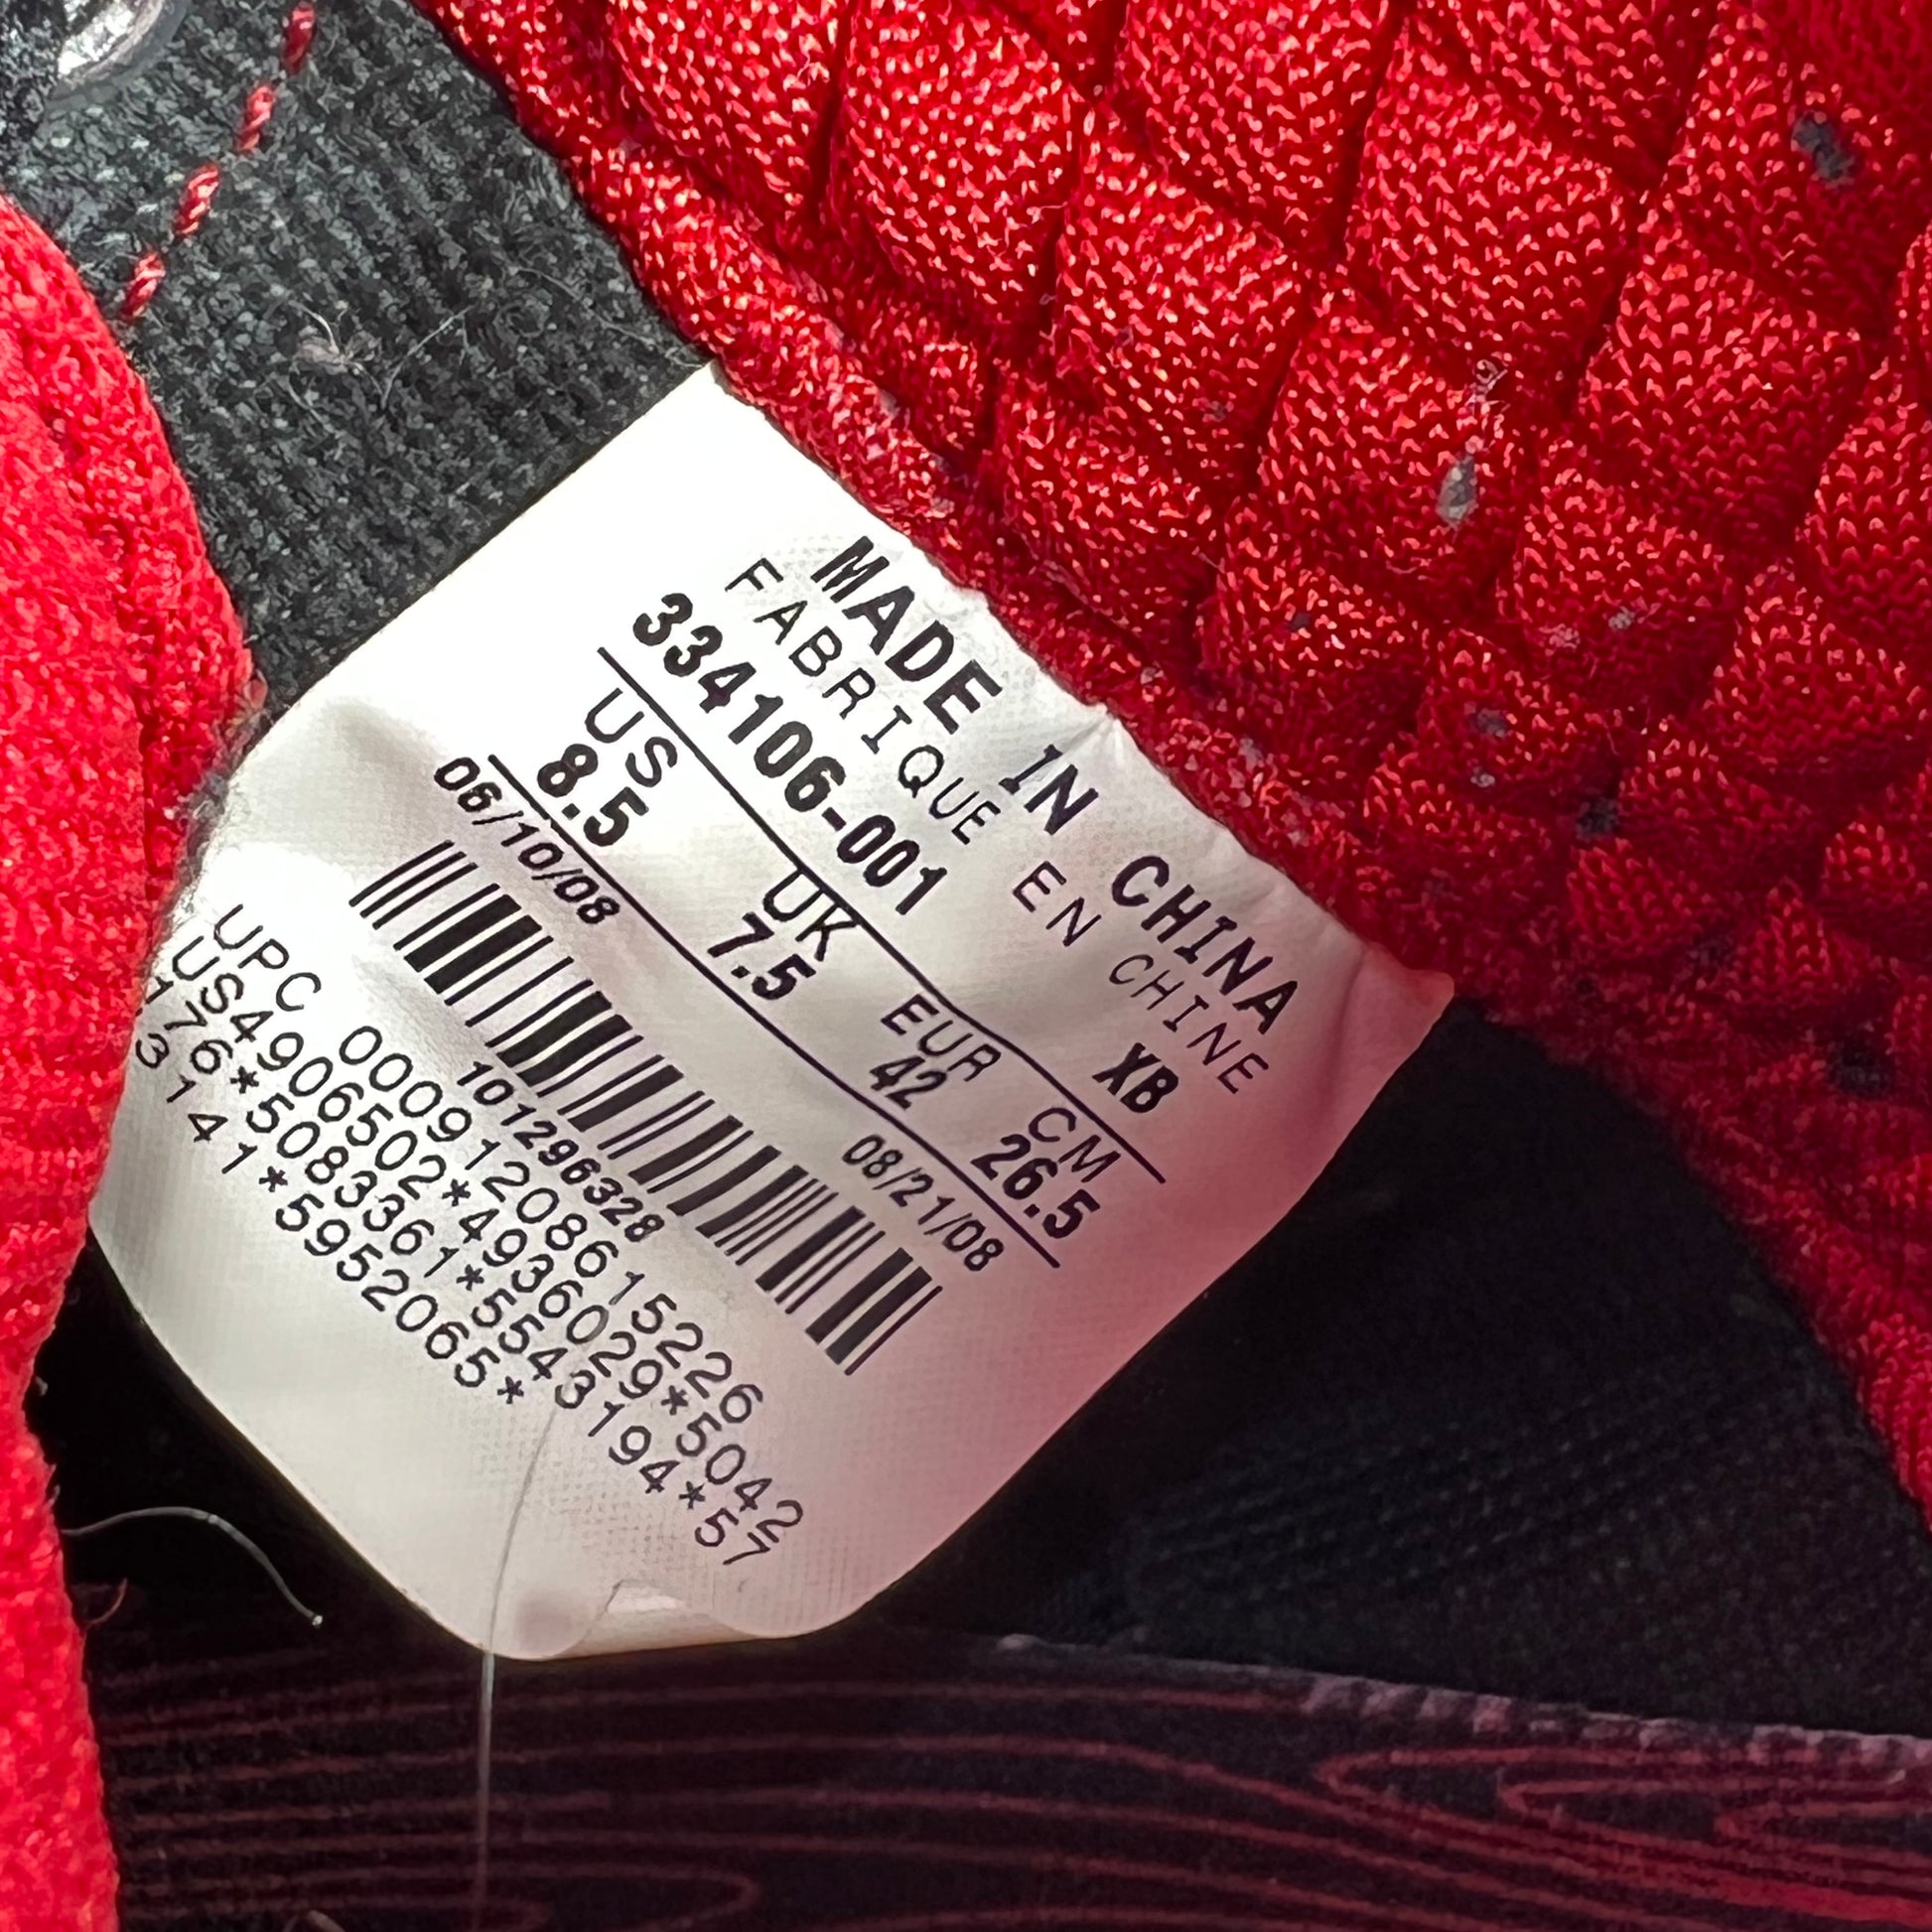 MADE IN CHINA
FABRIQUE EN CHINE
334106-001 XB
US UK EUR CM
8.5 7.5 42 26.5
06/10/08 08/21/08
101296328
UPC 00091208615226
US4906502*4936029*5042
176*5083361*5543194*57
3141*5952065*